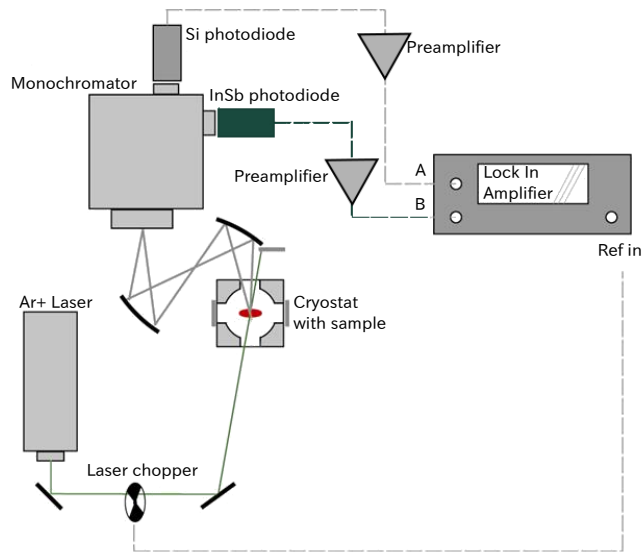 Si photodiode
Preamplifier
Monochromator
InSb photodiode
Preamplifier
A
B
Lock In
Amplifier
Ref in
Ar+ Laser
Cryostat
with sample
Laser chopper